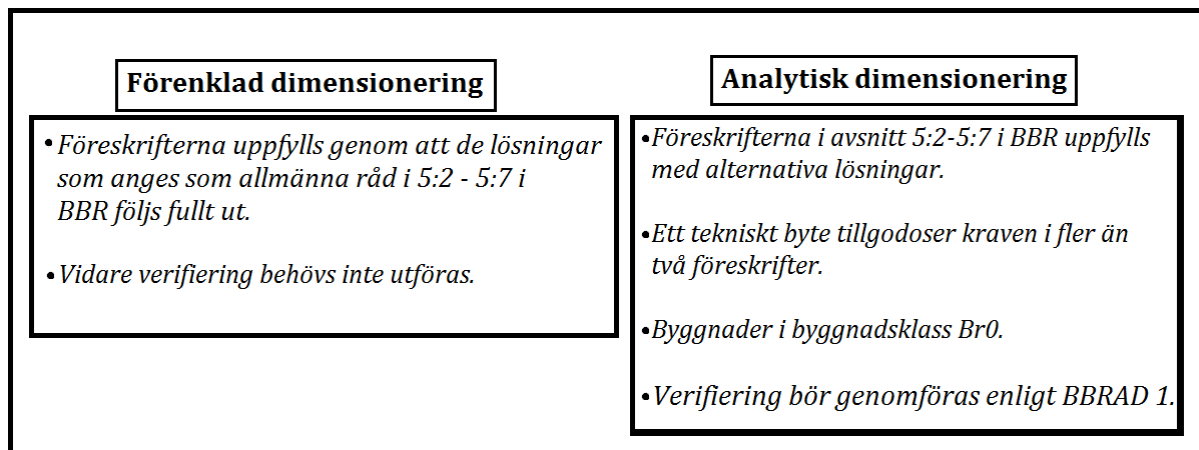 Förenklad dimensionering
• Föreskrifterna uppfylls genom att de lösningar
som anges som allmänna råd i 5:2 - 5:7 i
BBR följs fullt ut.
• Vidare verifiering behövs inte utföras.
Analytisk dimensionering
• Föreskrifterna i avsnitt 5:2-5:7 i BBR uppfylls
med alternativa lösningar.
• Ett tekniskt byte tillgodoser kraven i fler än
två föreskrifter.
• Byggnader i byggnadsklass Br0.
• Verifiering bör genomföras enligt BBRAD 1.